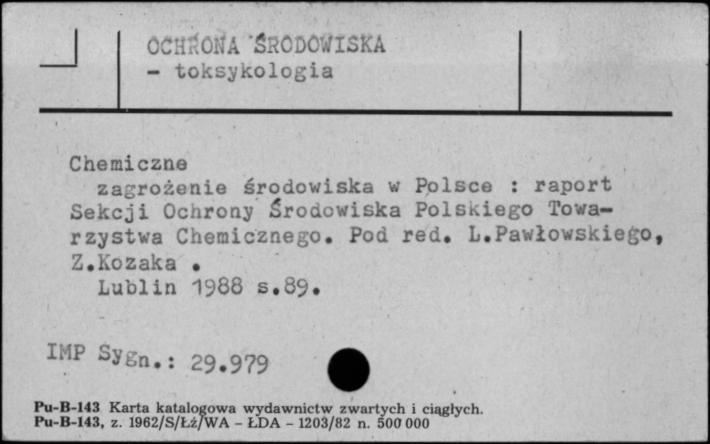 OCHRONA ŚRODOWISKA
- toksykologia
Chemiczne
zagrożenie środowiska w Polsce : raport
Sekcji Ochrony Środowiska Polskiego Towa-
rzystwa Chemicznego. Pod red. L.Pawłowskiego,
Z.Kozaka .
Lublin 1988 s.89.
IMP Sygn.: 29.979
Pu-B-143 Karta katalogowa wydawnictw zwartych i ciągłych.
Pu-B-143, z. 1962/S/Łź/WA - ŁDA - 1203/82 n. 500 000